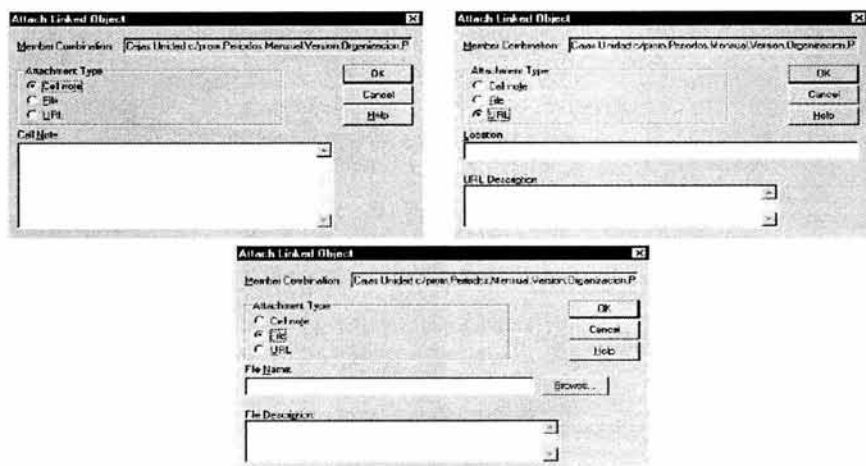 Attach Linked Object
Member Combination: Cajas Unidad c/prom.Periodos.Mensual.Version.Organizacion.P
Attachment Type
Cell note
File
URL
OK
Cancel
Help
Cell Note
Attach Linked Object
Member Combination: Cajas Unidad c/prom.Periodos.Mensual.Version.Organizacion.P
Attachment Type
Cell note
File
URL
OK
Cancel
Help
Location
URL Description
Attach Linked Object
Member Combination: Cajas Unidad c/prom.Periodos.Mensual.Version.Organizacion.P
Attachment Type
Cell note
File
URL
OK
Cancel
Help
File Name:
Browse...
File Description: